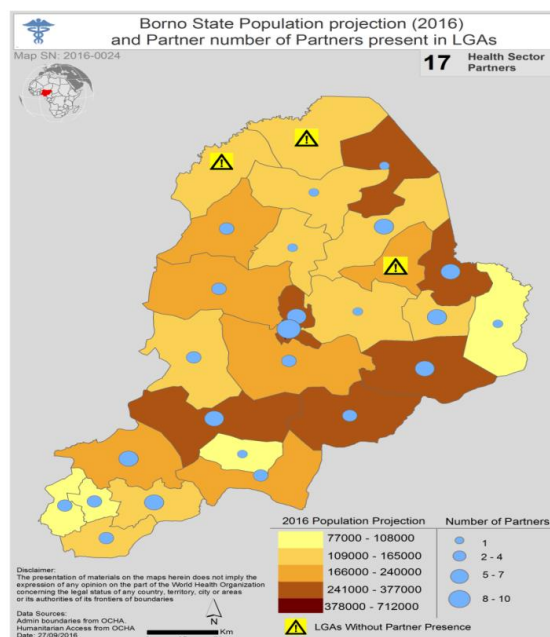 Borno State Population projection (2016)
and Partner number of Partners present in LGAs
Map SN: 2016-0024
17 Health Sector
Partners
2016 Population Projection
77000 - 108000
109000 - 165000
166000 - 240000
241000 - 377000
378000 - 712000
Number of Partners
1
2 - 4
5 - 7
8 - 10
LGAs Without Partner Presence
Disclaimer:
The presentation of materials on the maps herein does not imply the
expression of any opinion on the part of the World Health Organization
concerning the legal status of any country, territory, city or areas
or its authorities of its frontiers of boundaries
Data Sources:
Admin boundaries from OCHA.
Humanitarian Access from OCHA
Date: 27/09/2016
Km